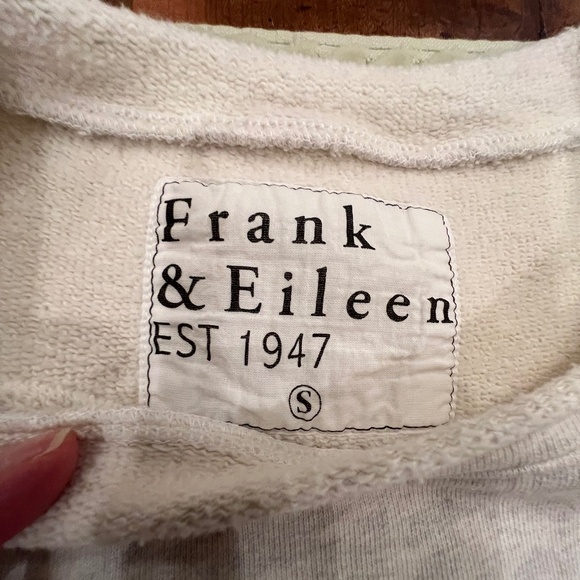 Frank
& Eileen
EST 1947
S